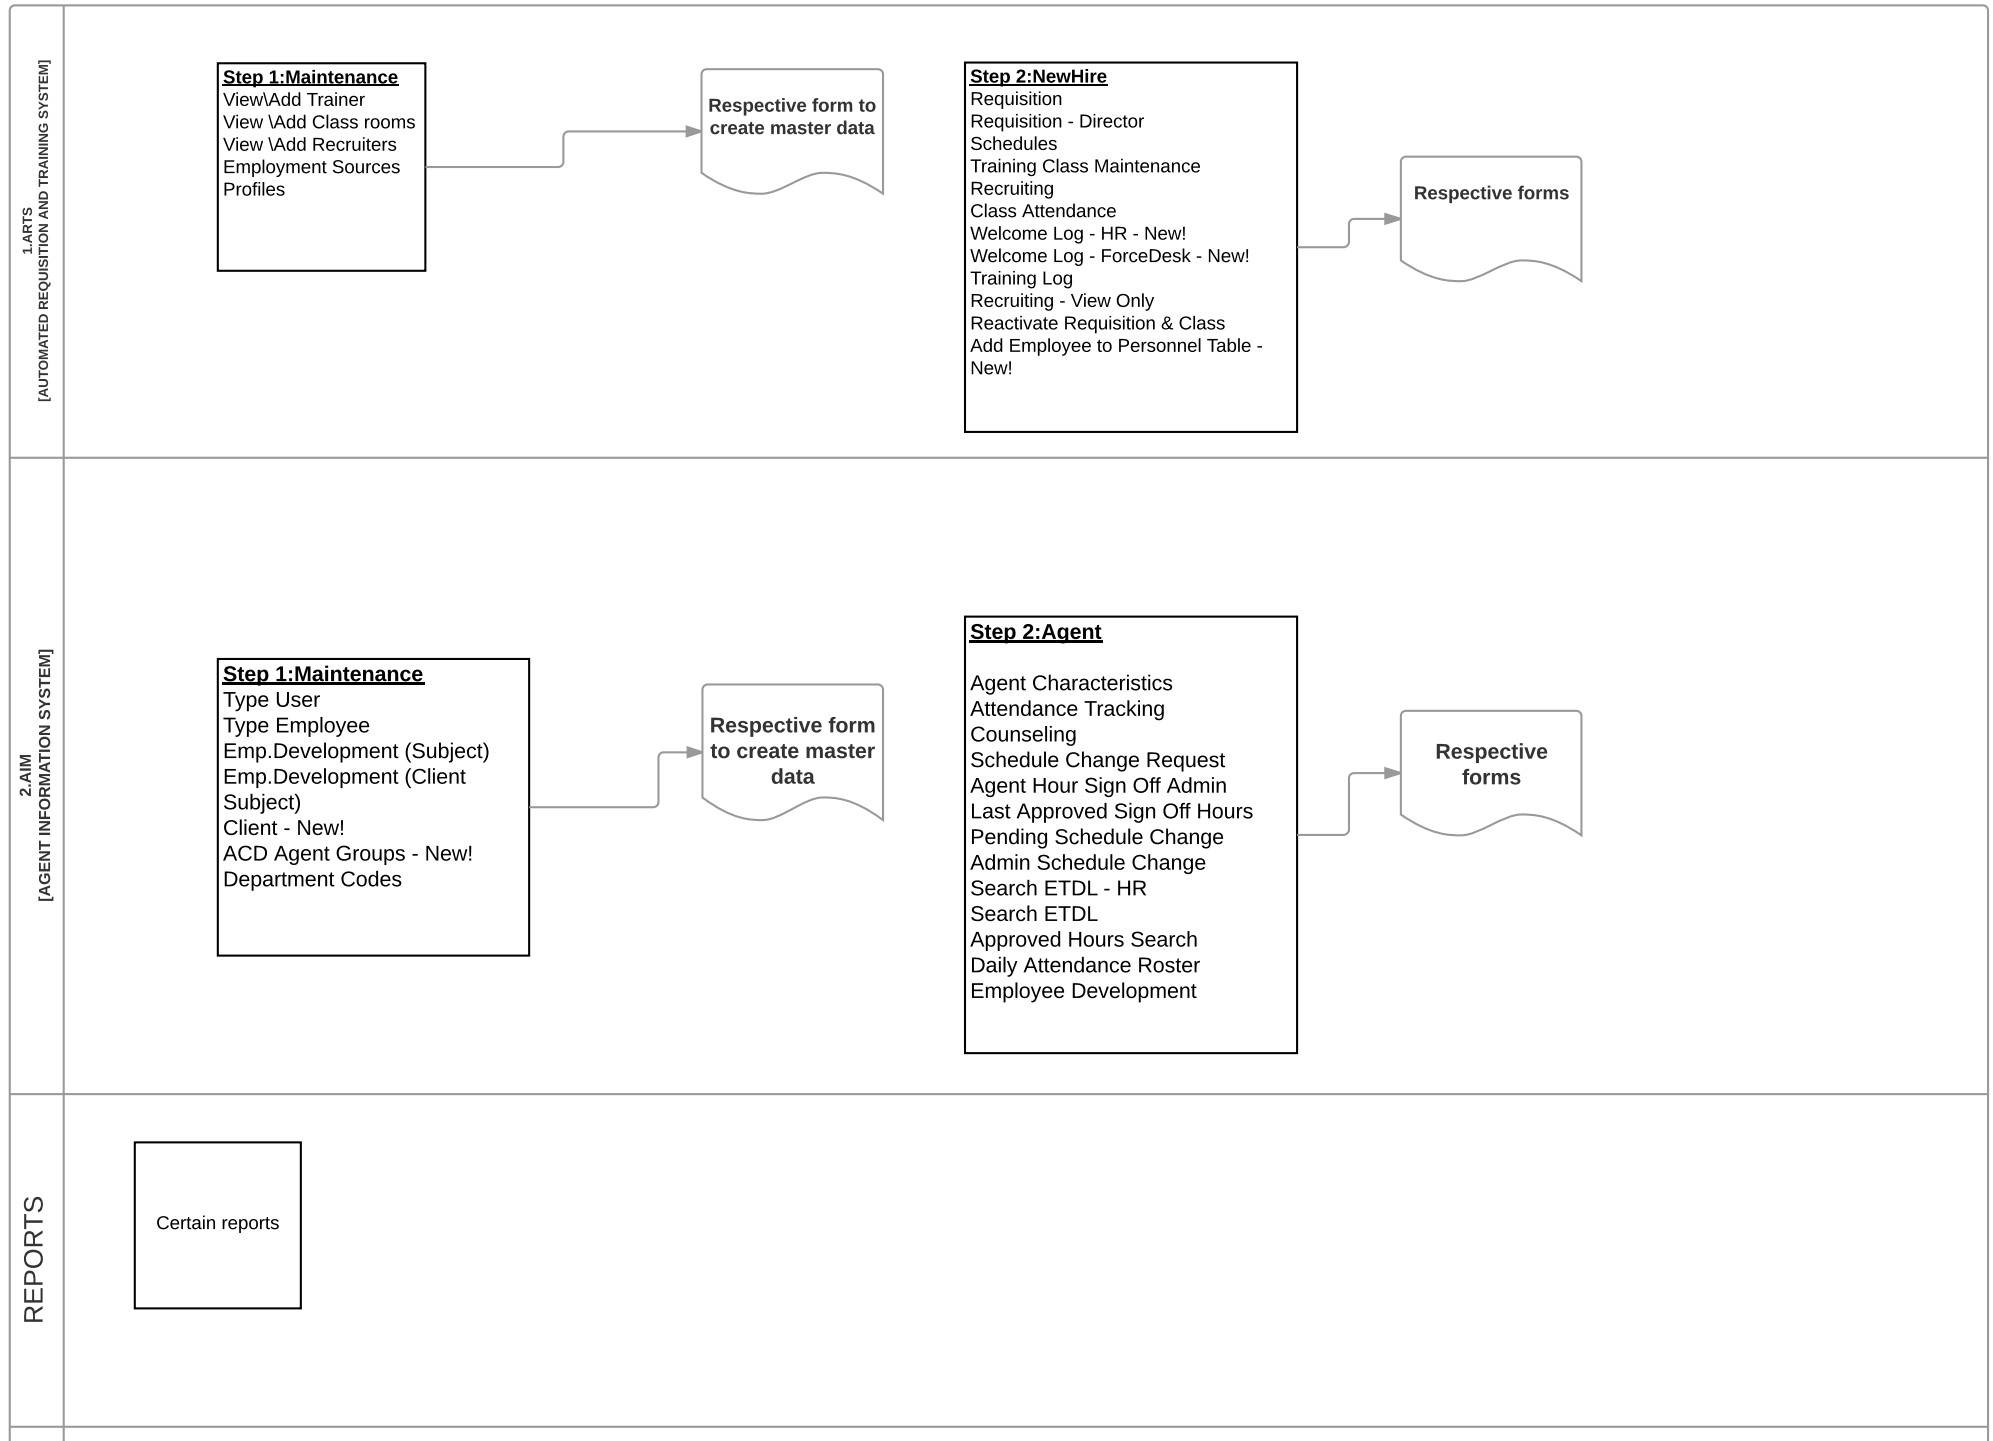 1.ARTS
[AUTOMATED REQUISITION AND TRAINING SYSTEM]
Step 1:Maintenance
View\Add Trainer
View \Add Class rooms
View \Add Recruiters
Employment Sources
Profiles
Respective form to
create master data
Step 2:NewHire
Requisition
Requisition - Director
Schedules
Training Class Maintenance
Recruiting
Class Attendance
Welcome Log - HR - New!
Welcome Log - ForceDesk - New!
Training Log
Recruiting - View Only
Reactivate Requisition & Class
Add Employee to Personnel Table -
New!
Respective forms
2.AIM
[AGENT INFORMATION SYSTEM]
Step 1:Maintenance
Type User
Type Employee
Emp.Development (Subject)
Emp.Development (Client
Subject)
Client - New!
ACD Agent Groups - New!
Department Codes
Respective form
to create master
data
Step 2:Agent
Agent Characteristics
Attendance Tracking
Counseling
Schedule Change Request
Agent Hour Sign Off Admin
Last Approved Sign Off Hours
Pending Schedule Change
Admin Schedule Change
Search ETDL - HR
Search ETDL
Approved Hours Search
Daily Attendance Roster
Employee Development
Respective
forms
REPORTS
Certain reports